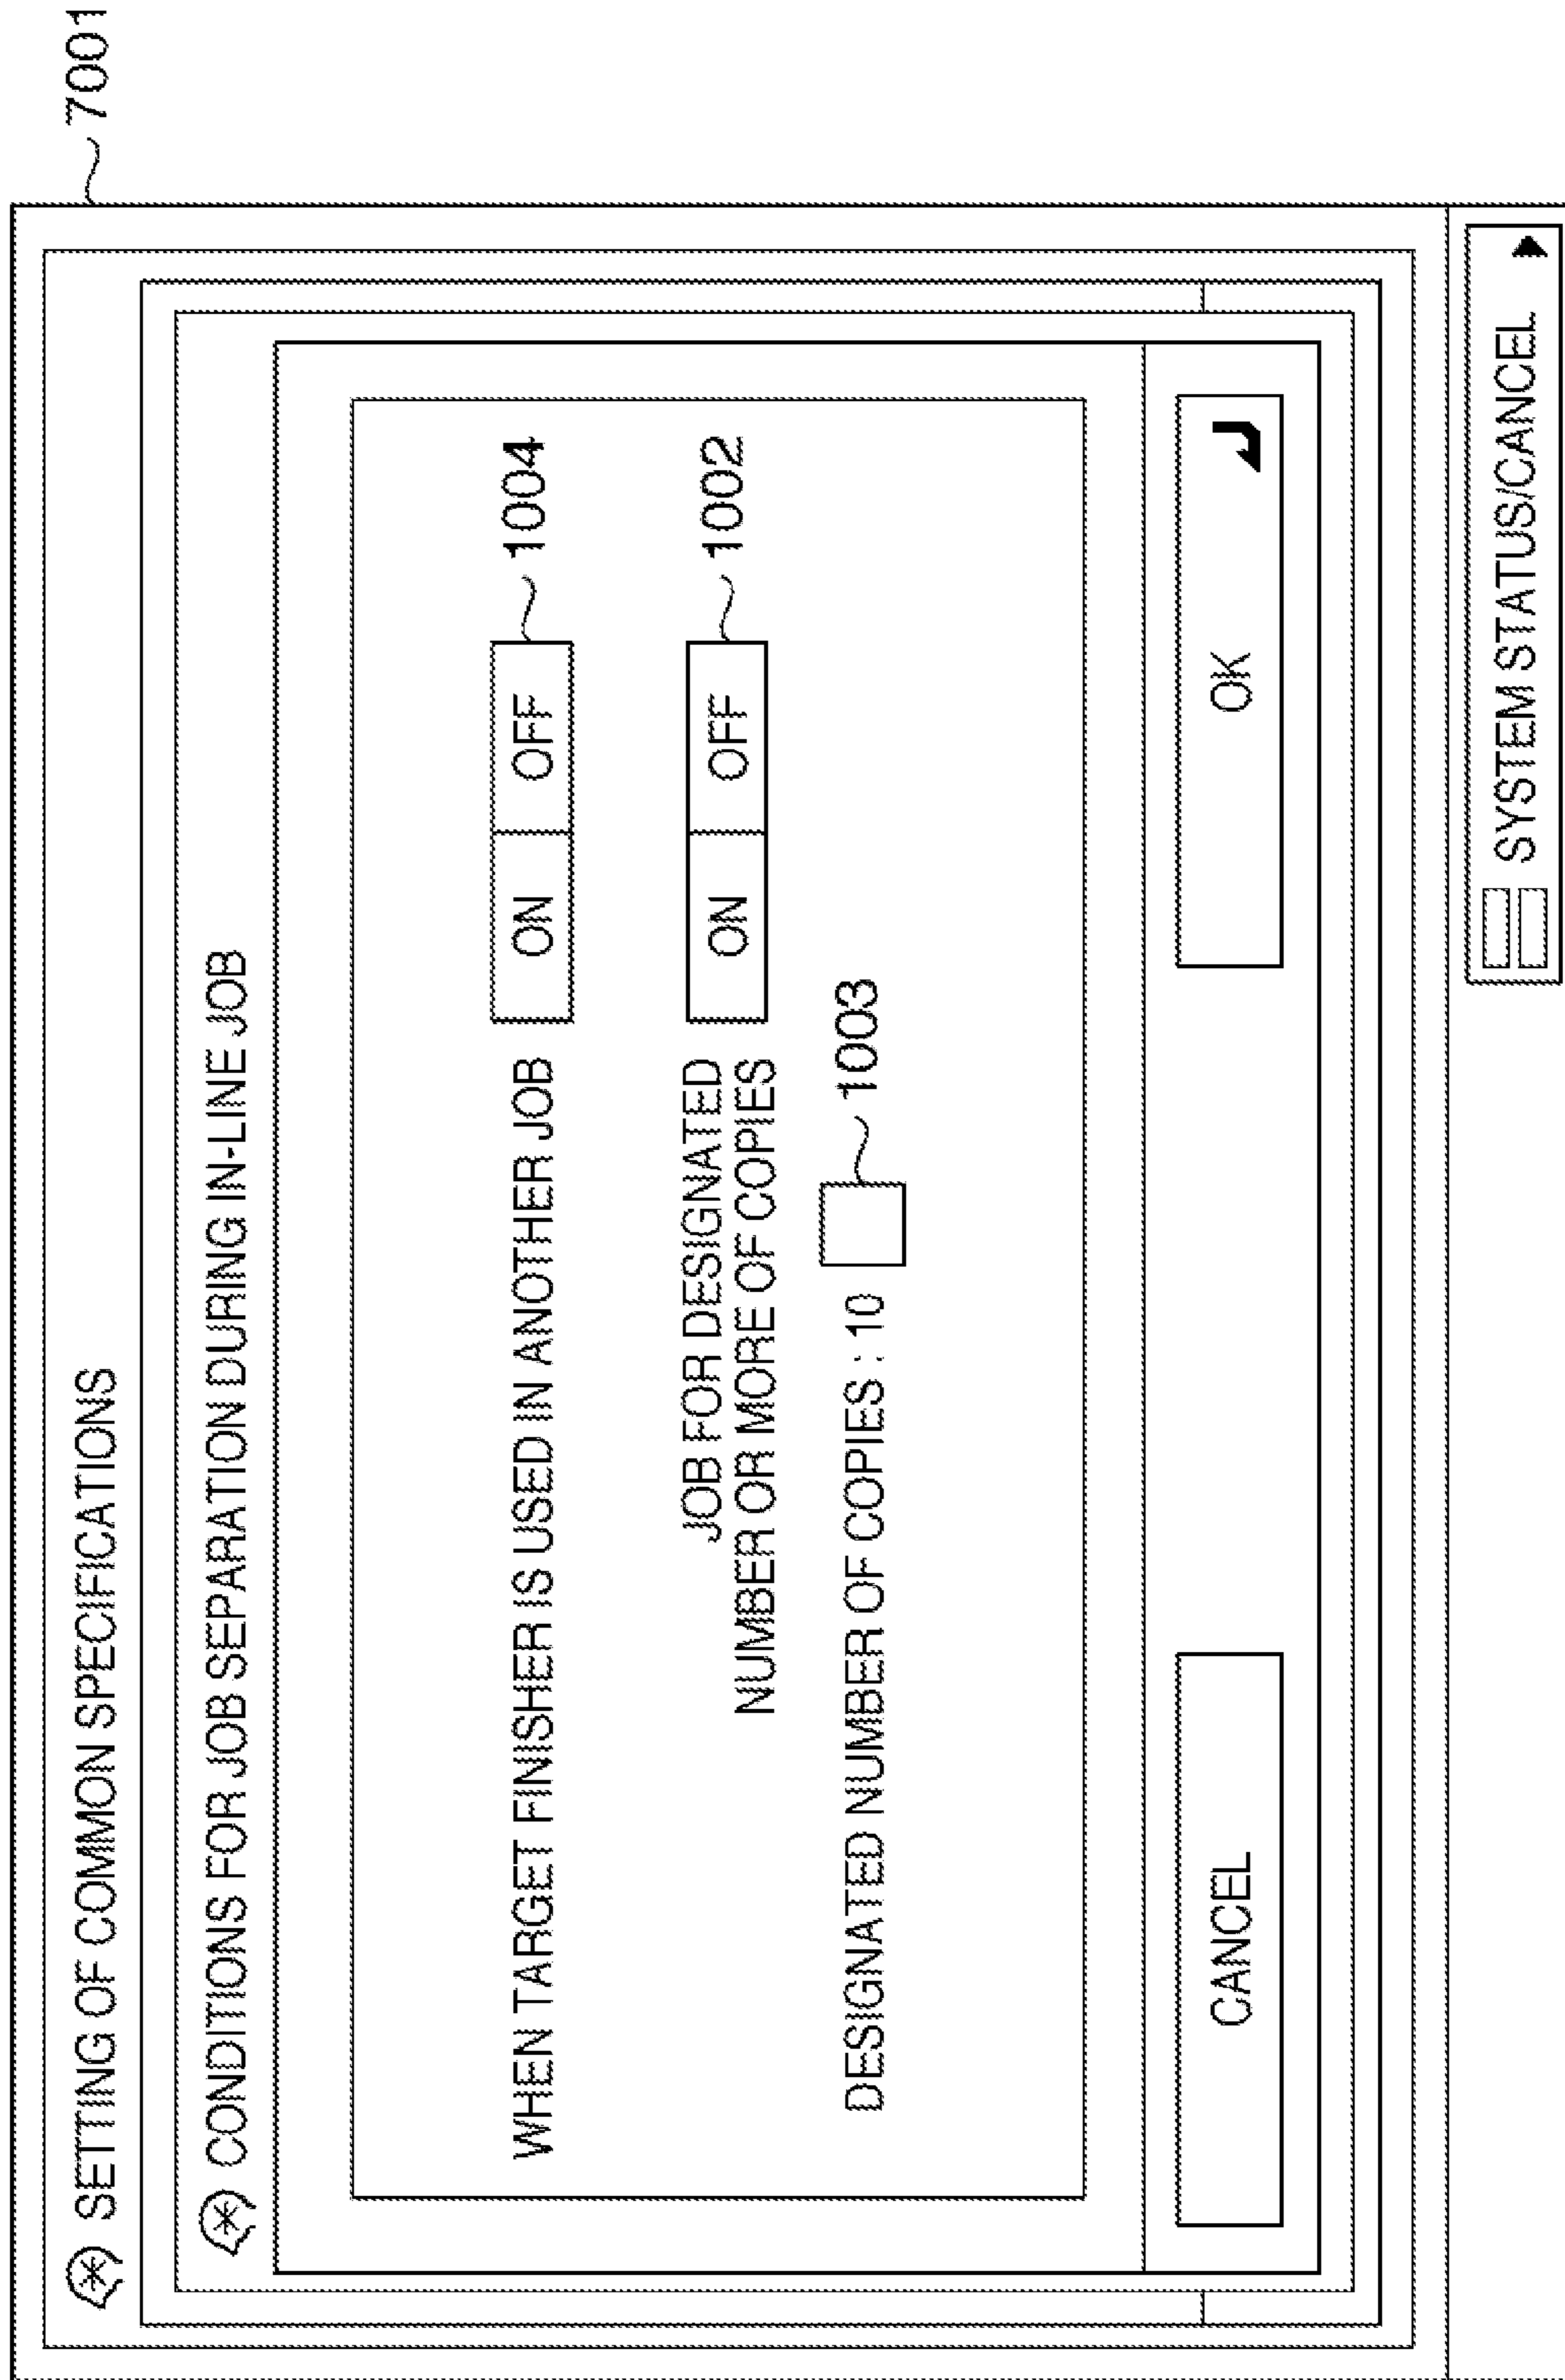 7001
SETTING OF COMMON SPECIFICATIONS
CONDITIONS FOR JOB SEPARATION DURING IN-LINE JOB
WHEN TARGET FINISHER IS USED IN ANOTHER JOB ON OFF 1004
JOB FOR DESIGNATED
NUMBER OR MORE OF COPIES ON OFF 1002
DESIGNATED NUMBER OF COPIES : 10 1003
CANCEL OK
SYSTEM STATUS/CANCEL